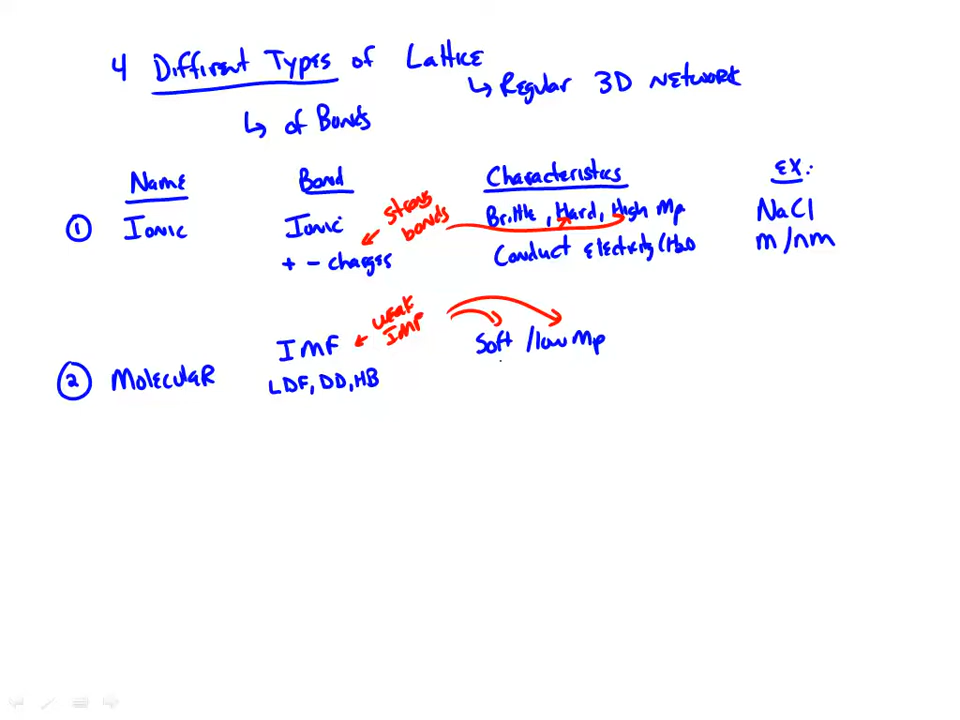 4 Different Types of Lattice
↳ Regular 3D Network
↳ of Bonds
Name Bond Characteristics EX:
① Ionic Ionic Brittle, Hard, High Mp NaCl
+ - charges Conduct electricity (H2O m/nm
strong bonds
weak IMF
② Molecular IMF Soft / low Mp
LDF, DD, HB